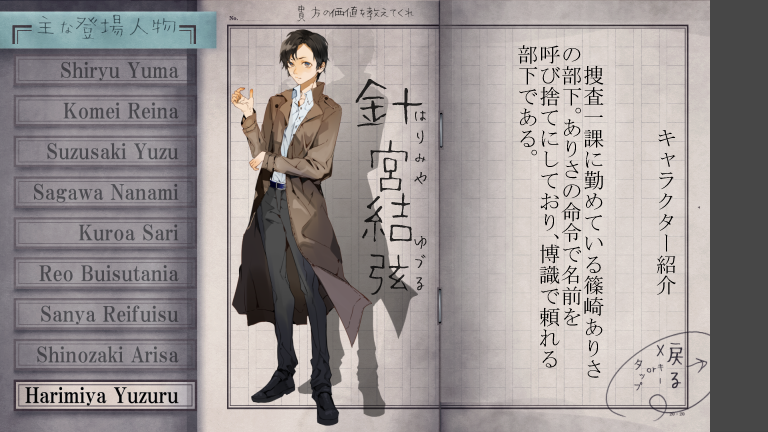 主な登場人物
Shiryu Yuma
Komei Reina
Suzusaki Yuzu
Sagawa Nanami
Kuroa Sari
Reo Buisutania
Sanya Reifuisu
Shinozaki Arisa
Harimiya Yuzuru
No.
貴方の価値を教えてくれ
針宮結弦
はりみや ゆづる
キャラクター紹介
捜査一課に勤めている篠崎ありさ
の部下。ありさの命令で名前を
呼び捨てにしており、博識で頼れる
部下である。
戻る
Xキー
or
タップ